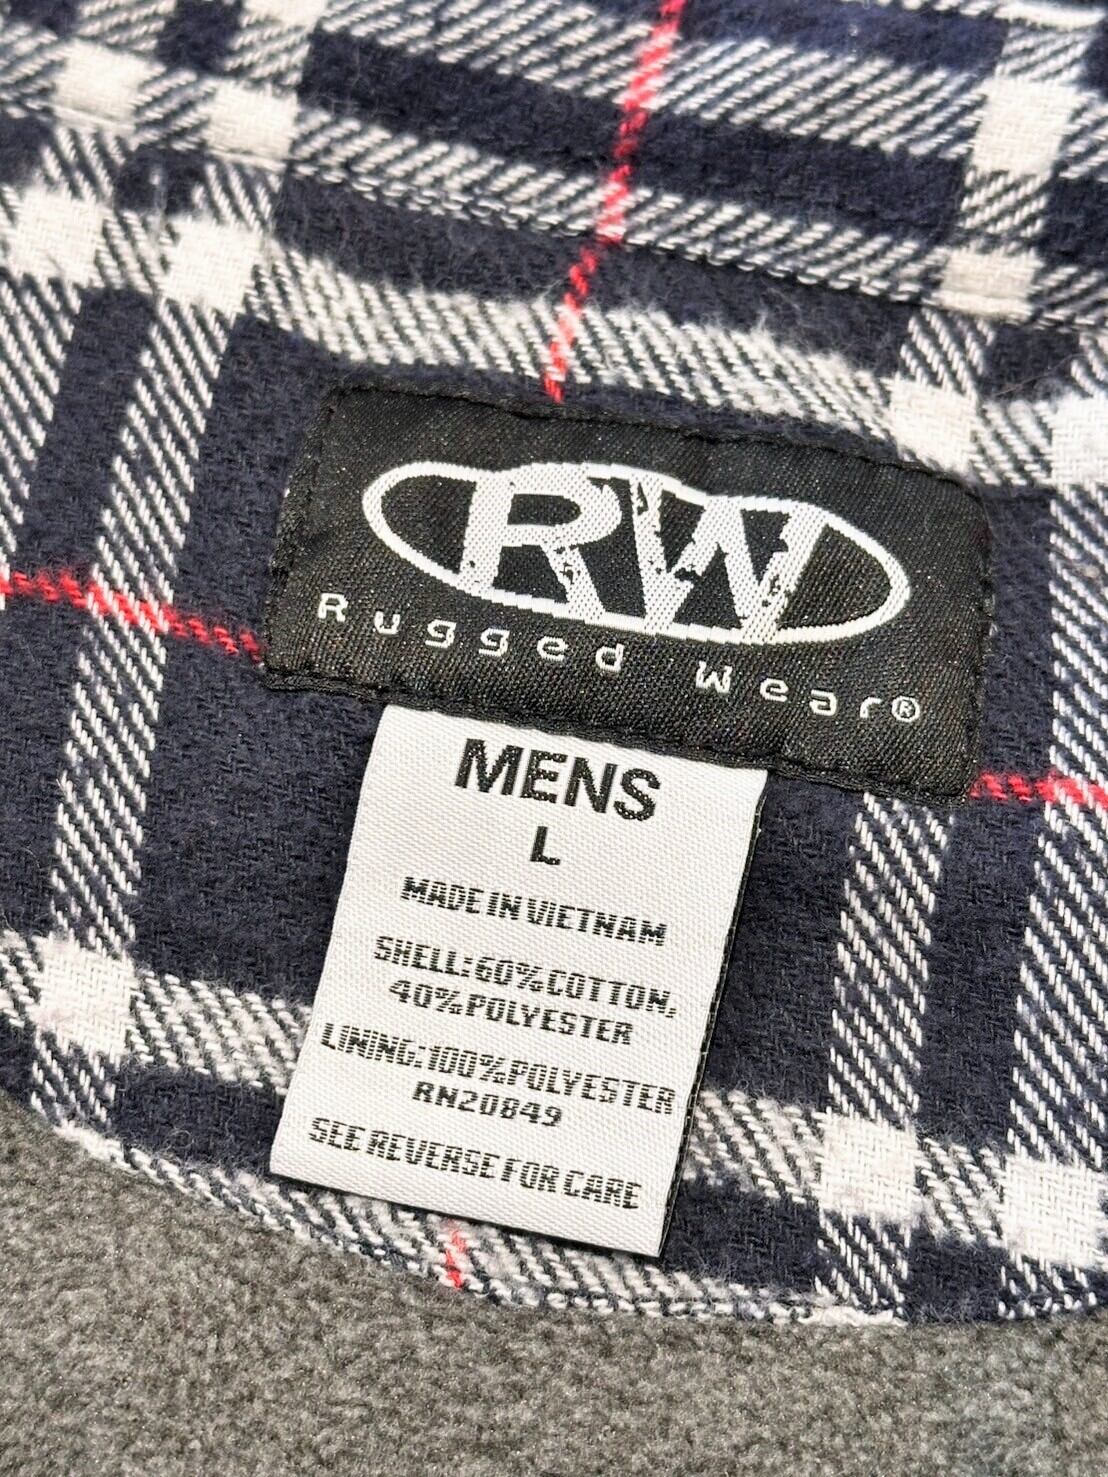 RW
Rugged Wear®
MENS
L
MADE IN VIETNAM
SHELL:60%COTTON,
40%POLYESTER
LINING:100%POLYESTER
RN20849
SEE REVERSE FOR CARE